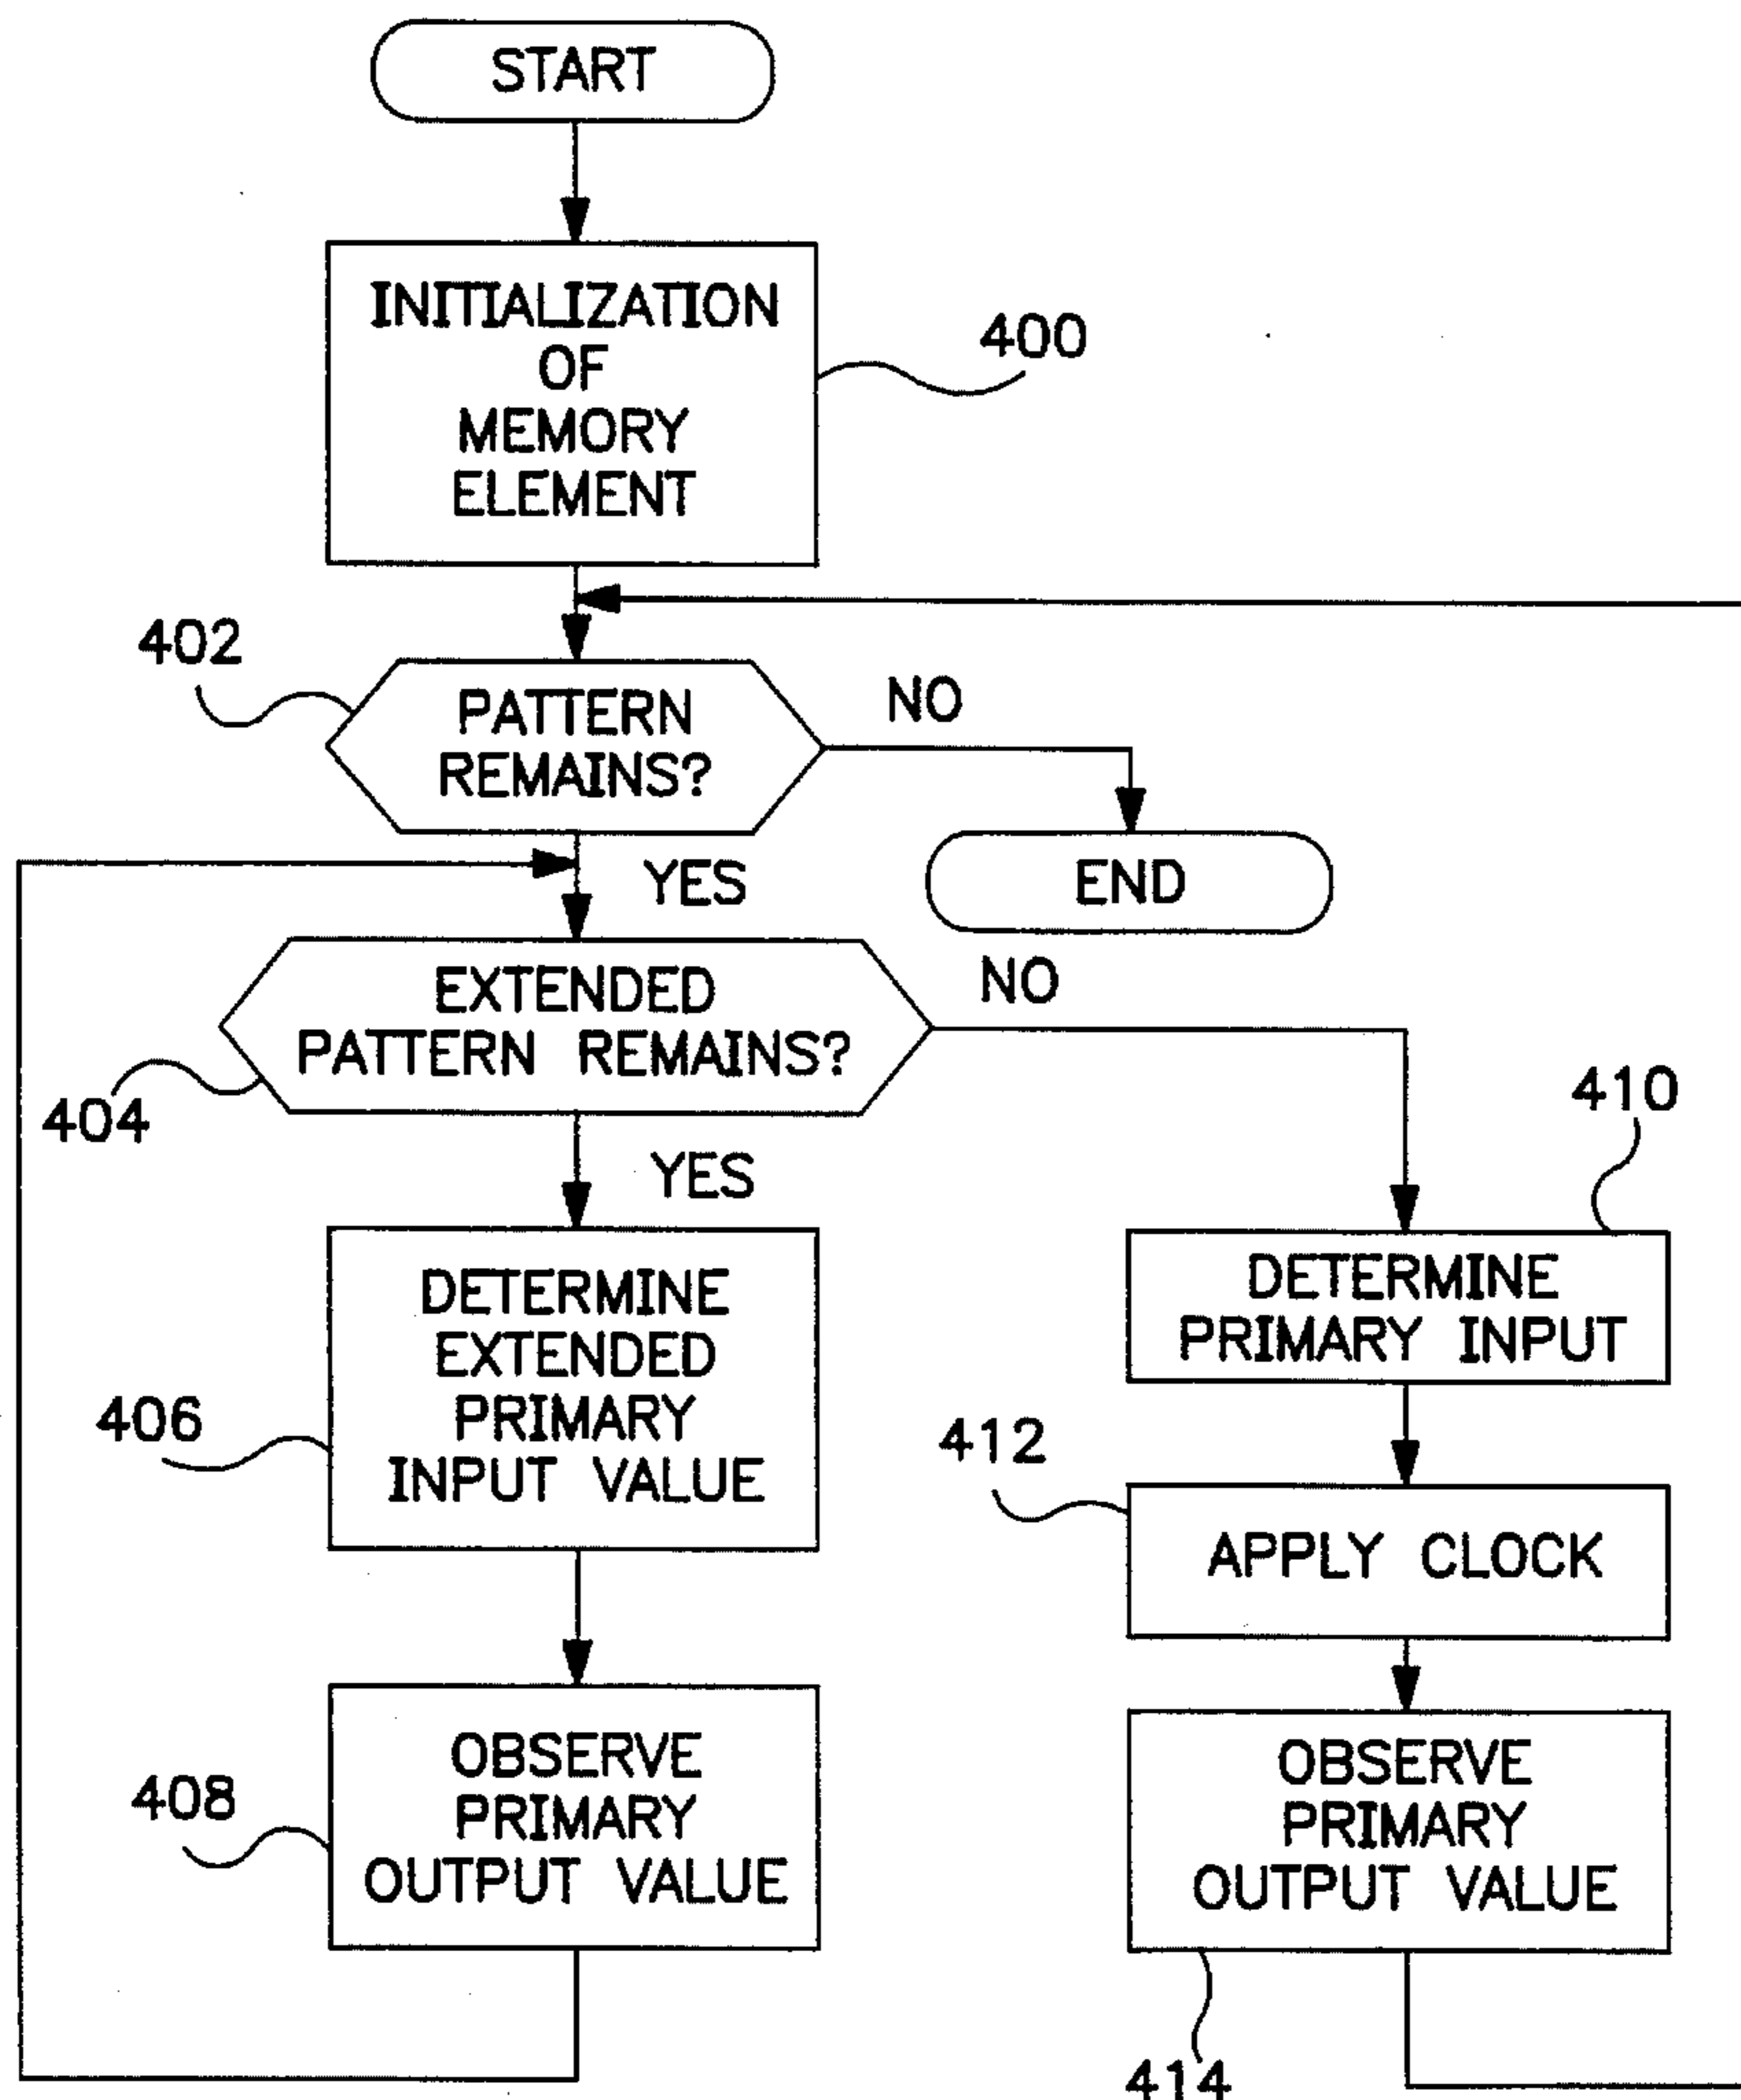 START
INITIALIZATION
OF
MEMORY
ELEMENT
400
402
PATTERN
REMAINS?
NO
END
YES
EXTENDED
PATTERN REMAINS?
NO
404
YES
410
DETERMINE
EXTENDED
PRIMARY
INPUT VALUE
406
DETERMINE
PRIMARY INPUT
412
APPLY CLOCK
OBSERVE
PRIMARY
OUTPUT VALUE
408
OBSERVE
PRIMARY
OUTPUT VALUE
414